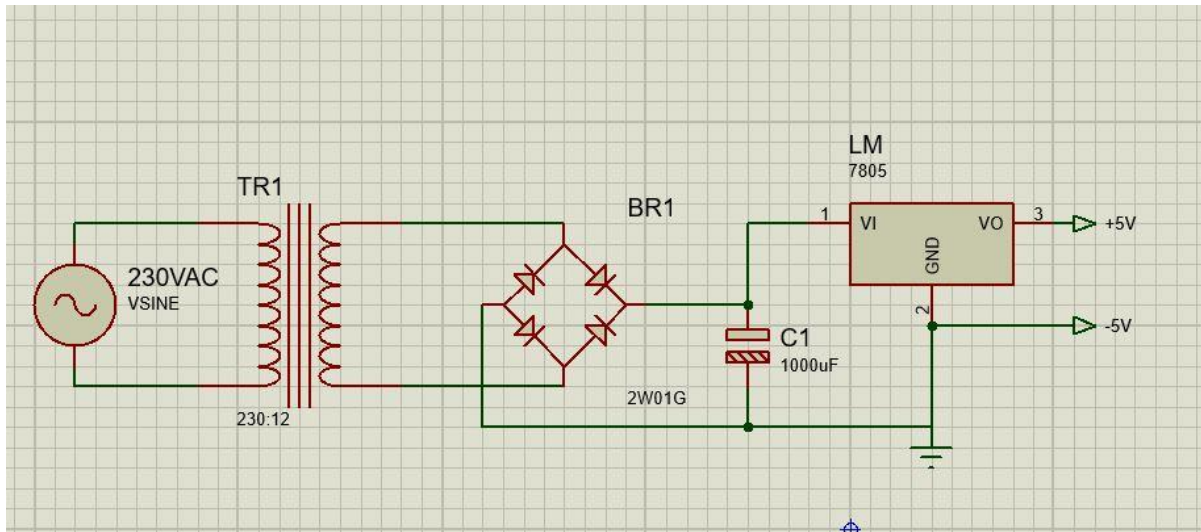 LM
7805
TR1
BR1
1
VI
VO
3
+5V
GND
230VAC
VSINE
2
-5V
C1
1000uF
2W01G
230:12